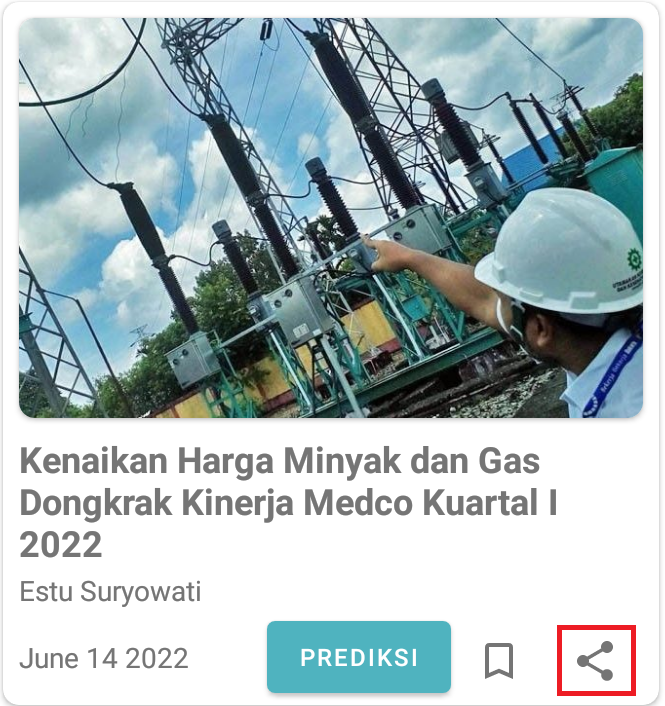 Kenaikan Harga Minyak dan Gas
Dongkrak Kinerja Medco Kuartal I
2022
Estu Suryowati
June 14 2022
PREDIKSI